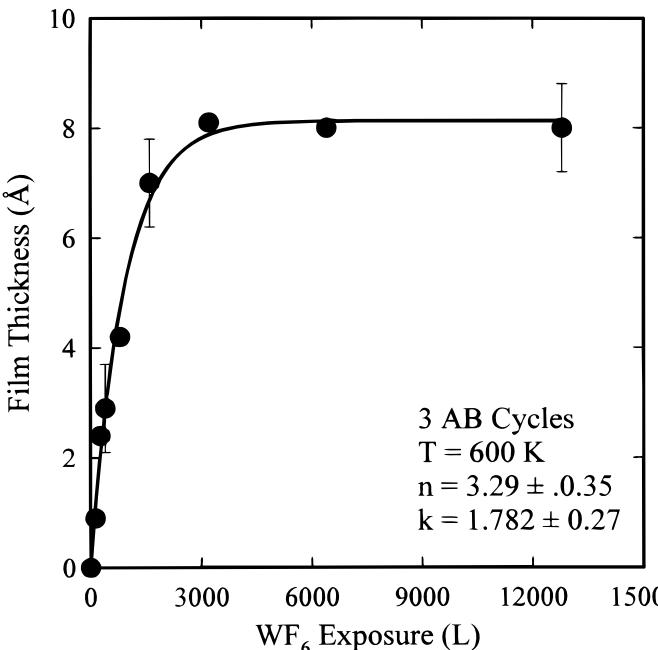 10
8
6
4
2
0
Film Thickness (Å)
3 AB Cycles
T = 600 K
n = 3.29 ± .0.35
k = 1.782 ± 0.27
0 3000 6000 9000 12000 1500
WF6 Exposure (L)